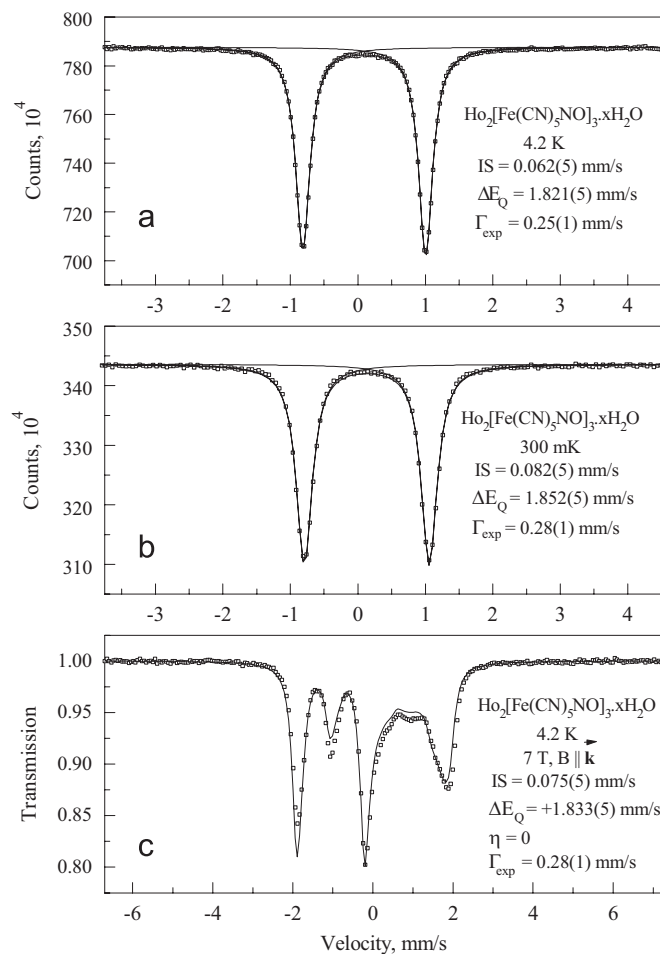 800
780
760
740
720
700
Counts, 10^4
Ho2[Fe(CN)5NO]3.xH2O
4.2 K
IS = 0.062(5) mm/s
ΔEQ = 1.821(5) mm/s
Γexp = 0.25(1) mm/s
a
-3 -2 -1 0 1 2 3 4
350
340
330
320
310
Counts, 10^4
Ho2[Fe(CN)5NO]3.xH2O
300 mK
IS = 0.082(5) mm/s
ΔEQ = 1.852(5) mm/s
Γexp = 0.28(1) mm/s
b
-3 -2 -1 0 1 2 3 4
1.00
0.95
0.90
0.85
0.80
Transmission
Ho2[Fe(CN)5NO]3.xH2O
4.2 K
7 T, B || k
IS = 0.075(5) mm/s
ΔEQ = +1.833(5) mm/s
η = 0
Γexp = 0.28(1) mm/s
c
-6 -4 -2 0 2 4 6
Velocity, mm/s